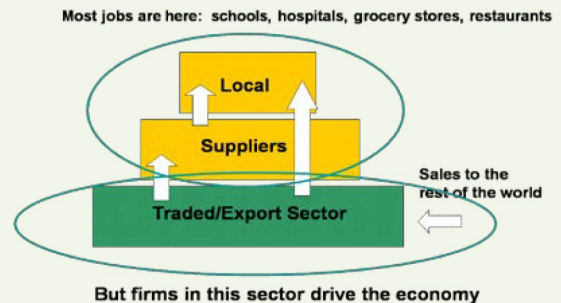 Most jobs are here: schools, hospitals, grocery stores, restaurants
Local
Suppliers
Sales to the
rest of the world
Traded/Export Sector
But firms in this sector drive the economy